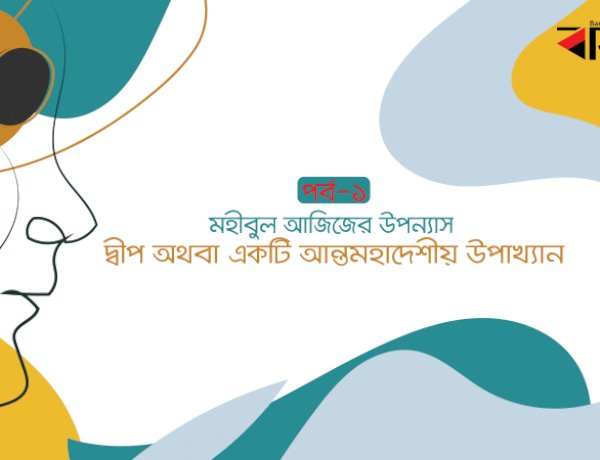 পর্ব-১
মহীবুল আজিজের উপন্যাস
দ্বীপ অথবা একটি আন্তমহাদেশীয় উপাখ্যান